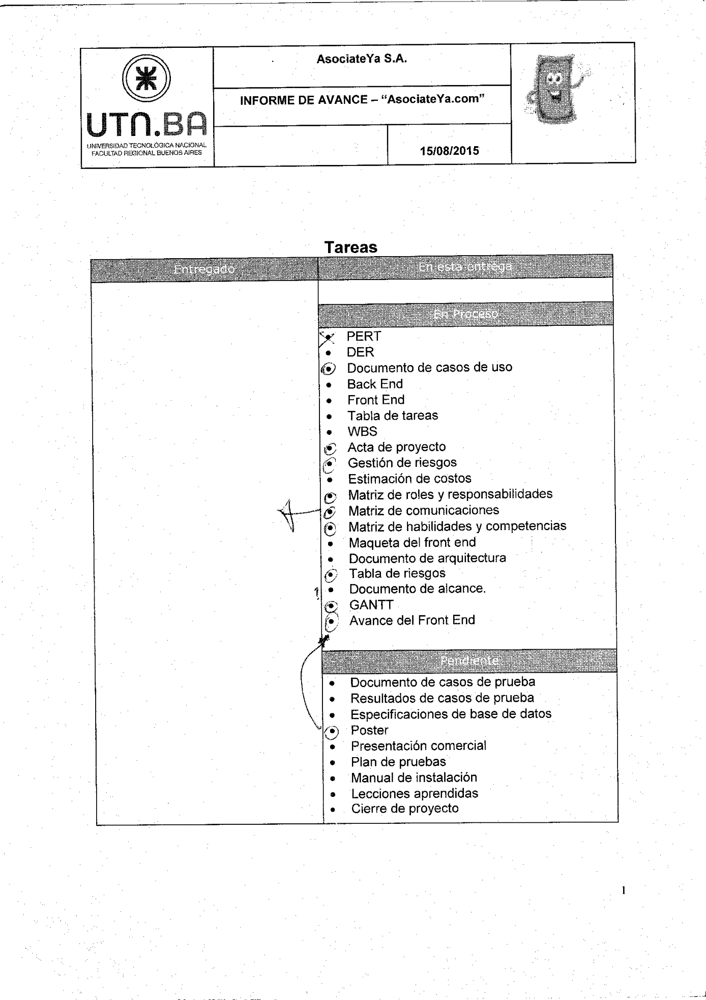 AsociateYa S.A.
INFORME DE AVANCE – “AsociateYa.com”
15/08/2015
UTN.BA
UNIVERSIDAD TECNOLÓGICA NACIONAL
FACULTAD REGIONAL BUENOS AIRES
Tareas
Entregado
En esta entrega
En Proceso
• PERT
• DER
• Documento de casos de uso
• Back End
• Front End
• Tabla de tareas
• WBS
• Acta de proyecto
• Gestión de riesgos
• Estimación de costos
• Matriz de roles y responsabilidades
• Matriz de comunicaciones
• Matriz de habilidades y competencias
• Maqueta del front end
• Documento de arquitectura
• Tabla de riesgos
? • Documento de alcance.
• GANTT
• Avance del Front End
Pendiente
• Documento de casos de prueba
• Resultados de casos de prueba
• Especificaciones de base de datos
• Poster
• Presentación comercial
• Plan de pruebas
• Manual de instalación
• Lecciones aprendidas
• Cierre de proyecto
1